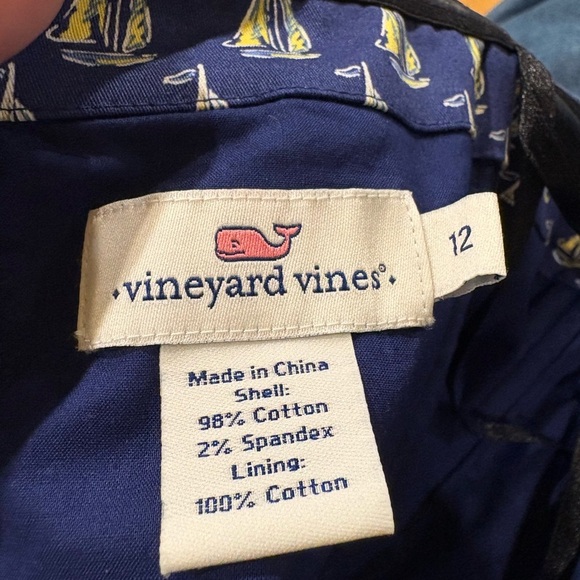 vineyard vines®
12
Made in China
Shell:
98% Cotton
2% Spandex
Lining:
100% Cotton